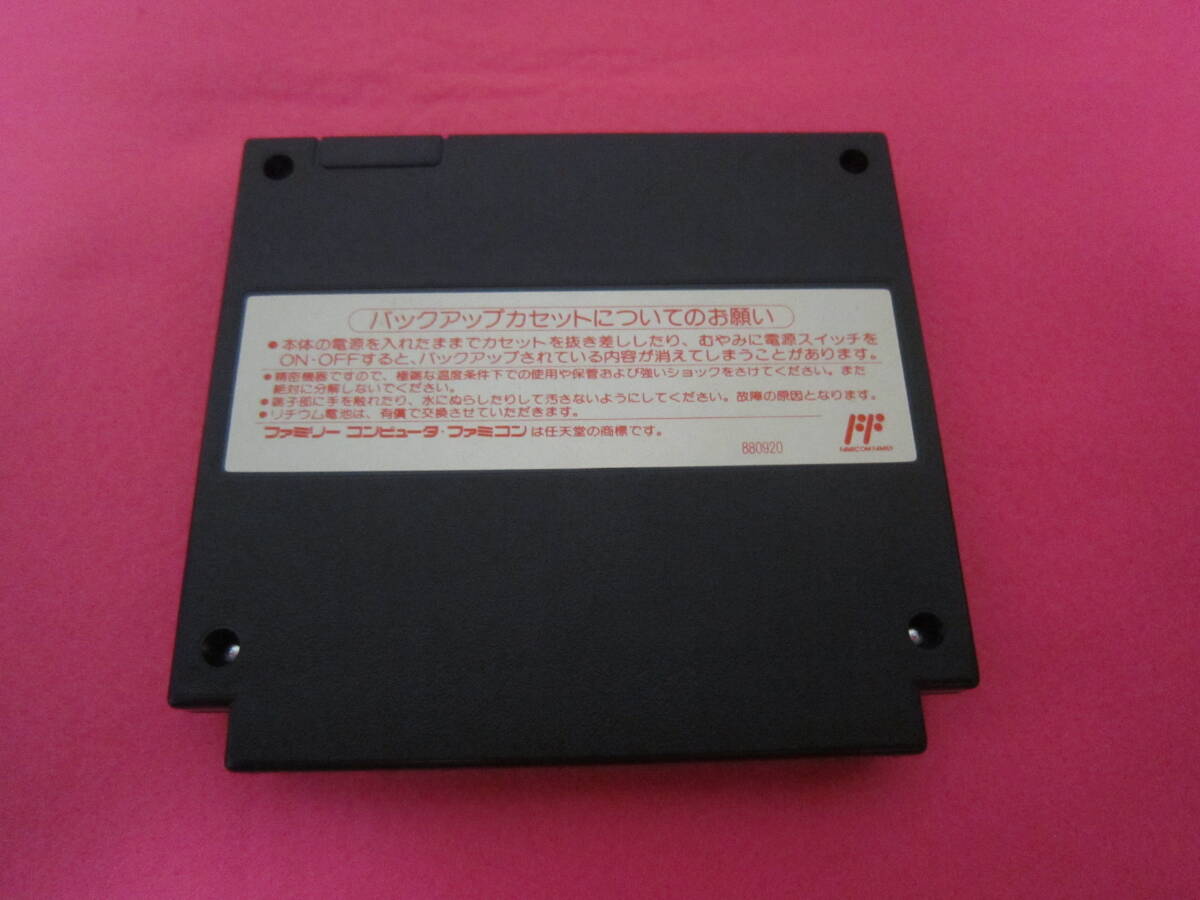 バックアップカセットについてのお願い
●本体の電源を入れたままでカセットを抜き差ししたり、むやみに電源スイッチを
ON・OFFすると、バックアップされている内容が消えてしまうことがあります。
●精密機器ですので、極端な温度条件下での使用や保管および強いショックをさけてください。また
絶対に分解しないでください。
●端子部に手を触れたり、水にぬらしたりして汚さないようにしてください。故障の原因となります。
●リチウム電池は、有償で交換させていただきます。
ファミリー コンピュータ・ファミコンは任天堂の商標です。
880920
FF
FAMICOM FAMILY